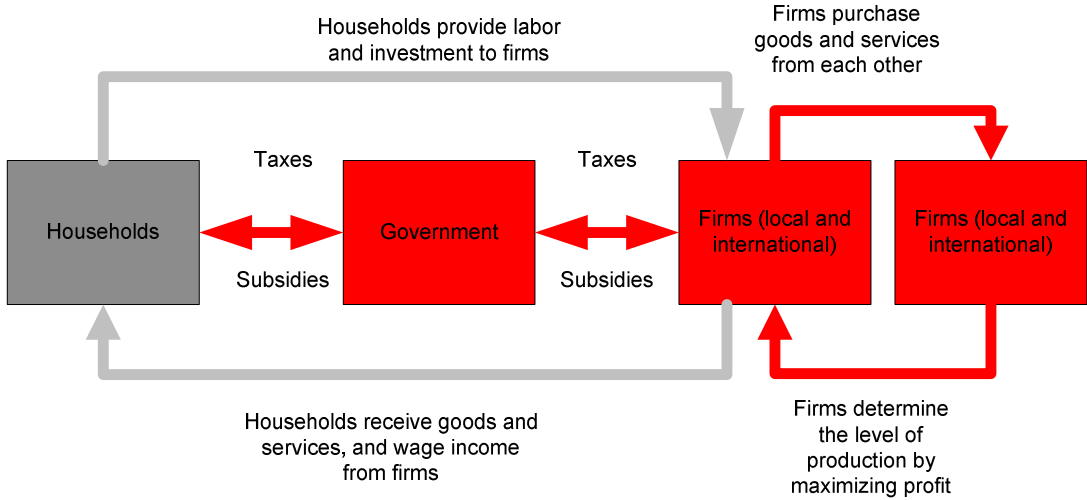 Households provide labor
and investment to firms
Firms purchase
goods and services
from each other
Taxes
Taxes
Households
Government
Firms (local and
international)
Firms (local and
international)
Subsidies
Subsidies
Households receive goods and
services, and wage income
from firms
Firms determine
the level of
production by
maximizing profit